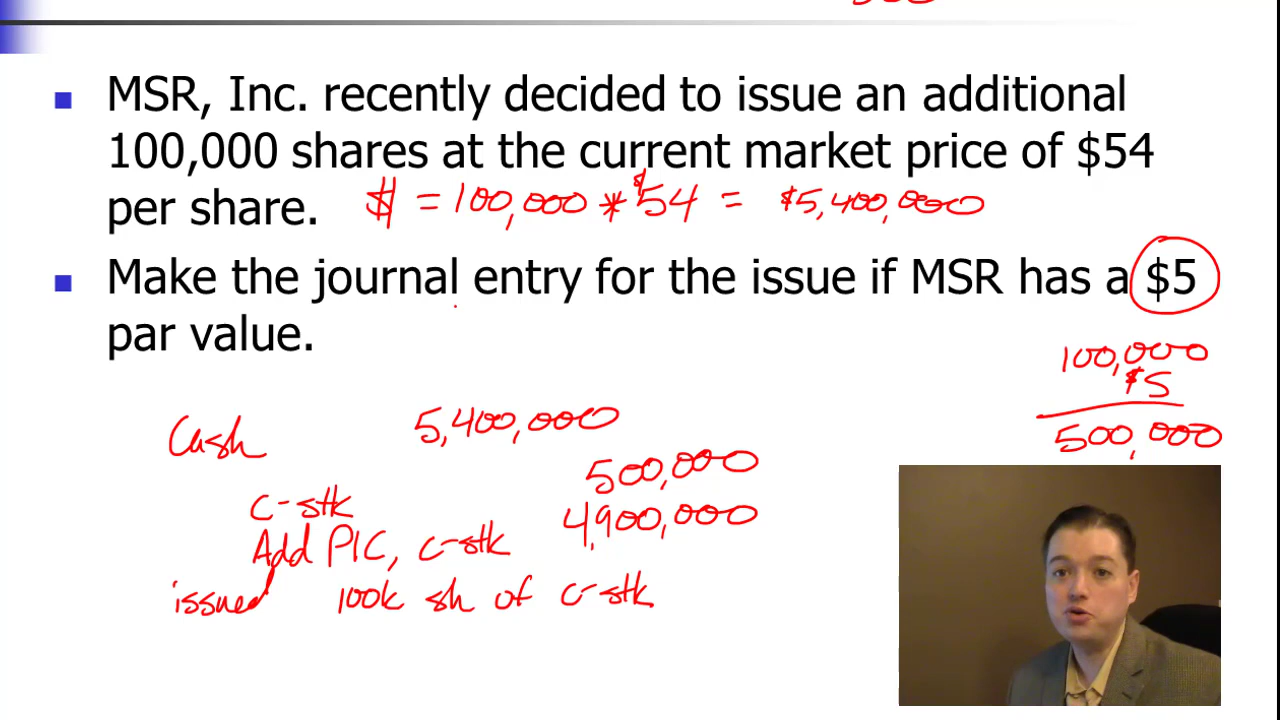 MSR, Inc. recently decided to issue an additional
100,000 shares at the current market price of $54
per share. $ = 100,000 * $54 = $5,400,000
Make the journal entry for the issue if MSR has a $5
par value.
100,000
$5
500,000
Cash 5,400,000
c-stk 500,000
Add PIC, c-stk 4,900,000
issued 100k sh of c-stk